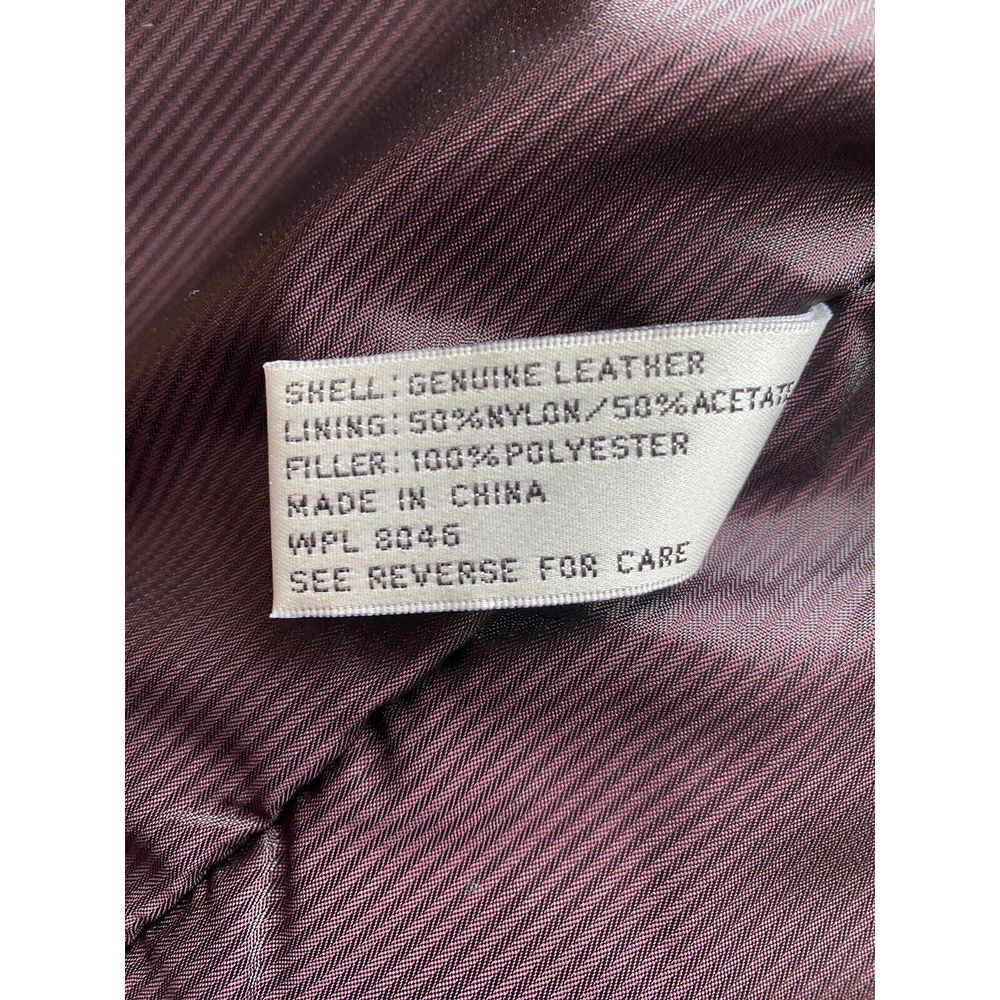 SHELL: GENUINE LEATHER
LINING: 50%NYLON/50%ACETATE
FILLER: 100%POLYESTER
MADE IN CHINA
WPL 8046
SEE REVERSE FOR CARE